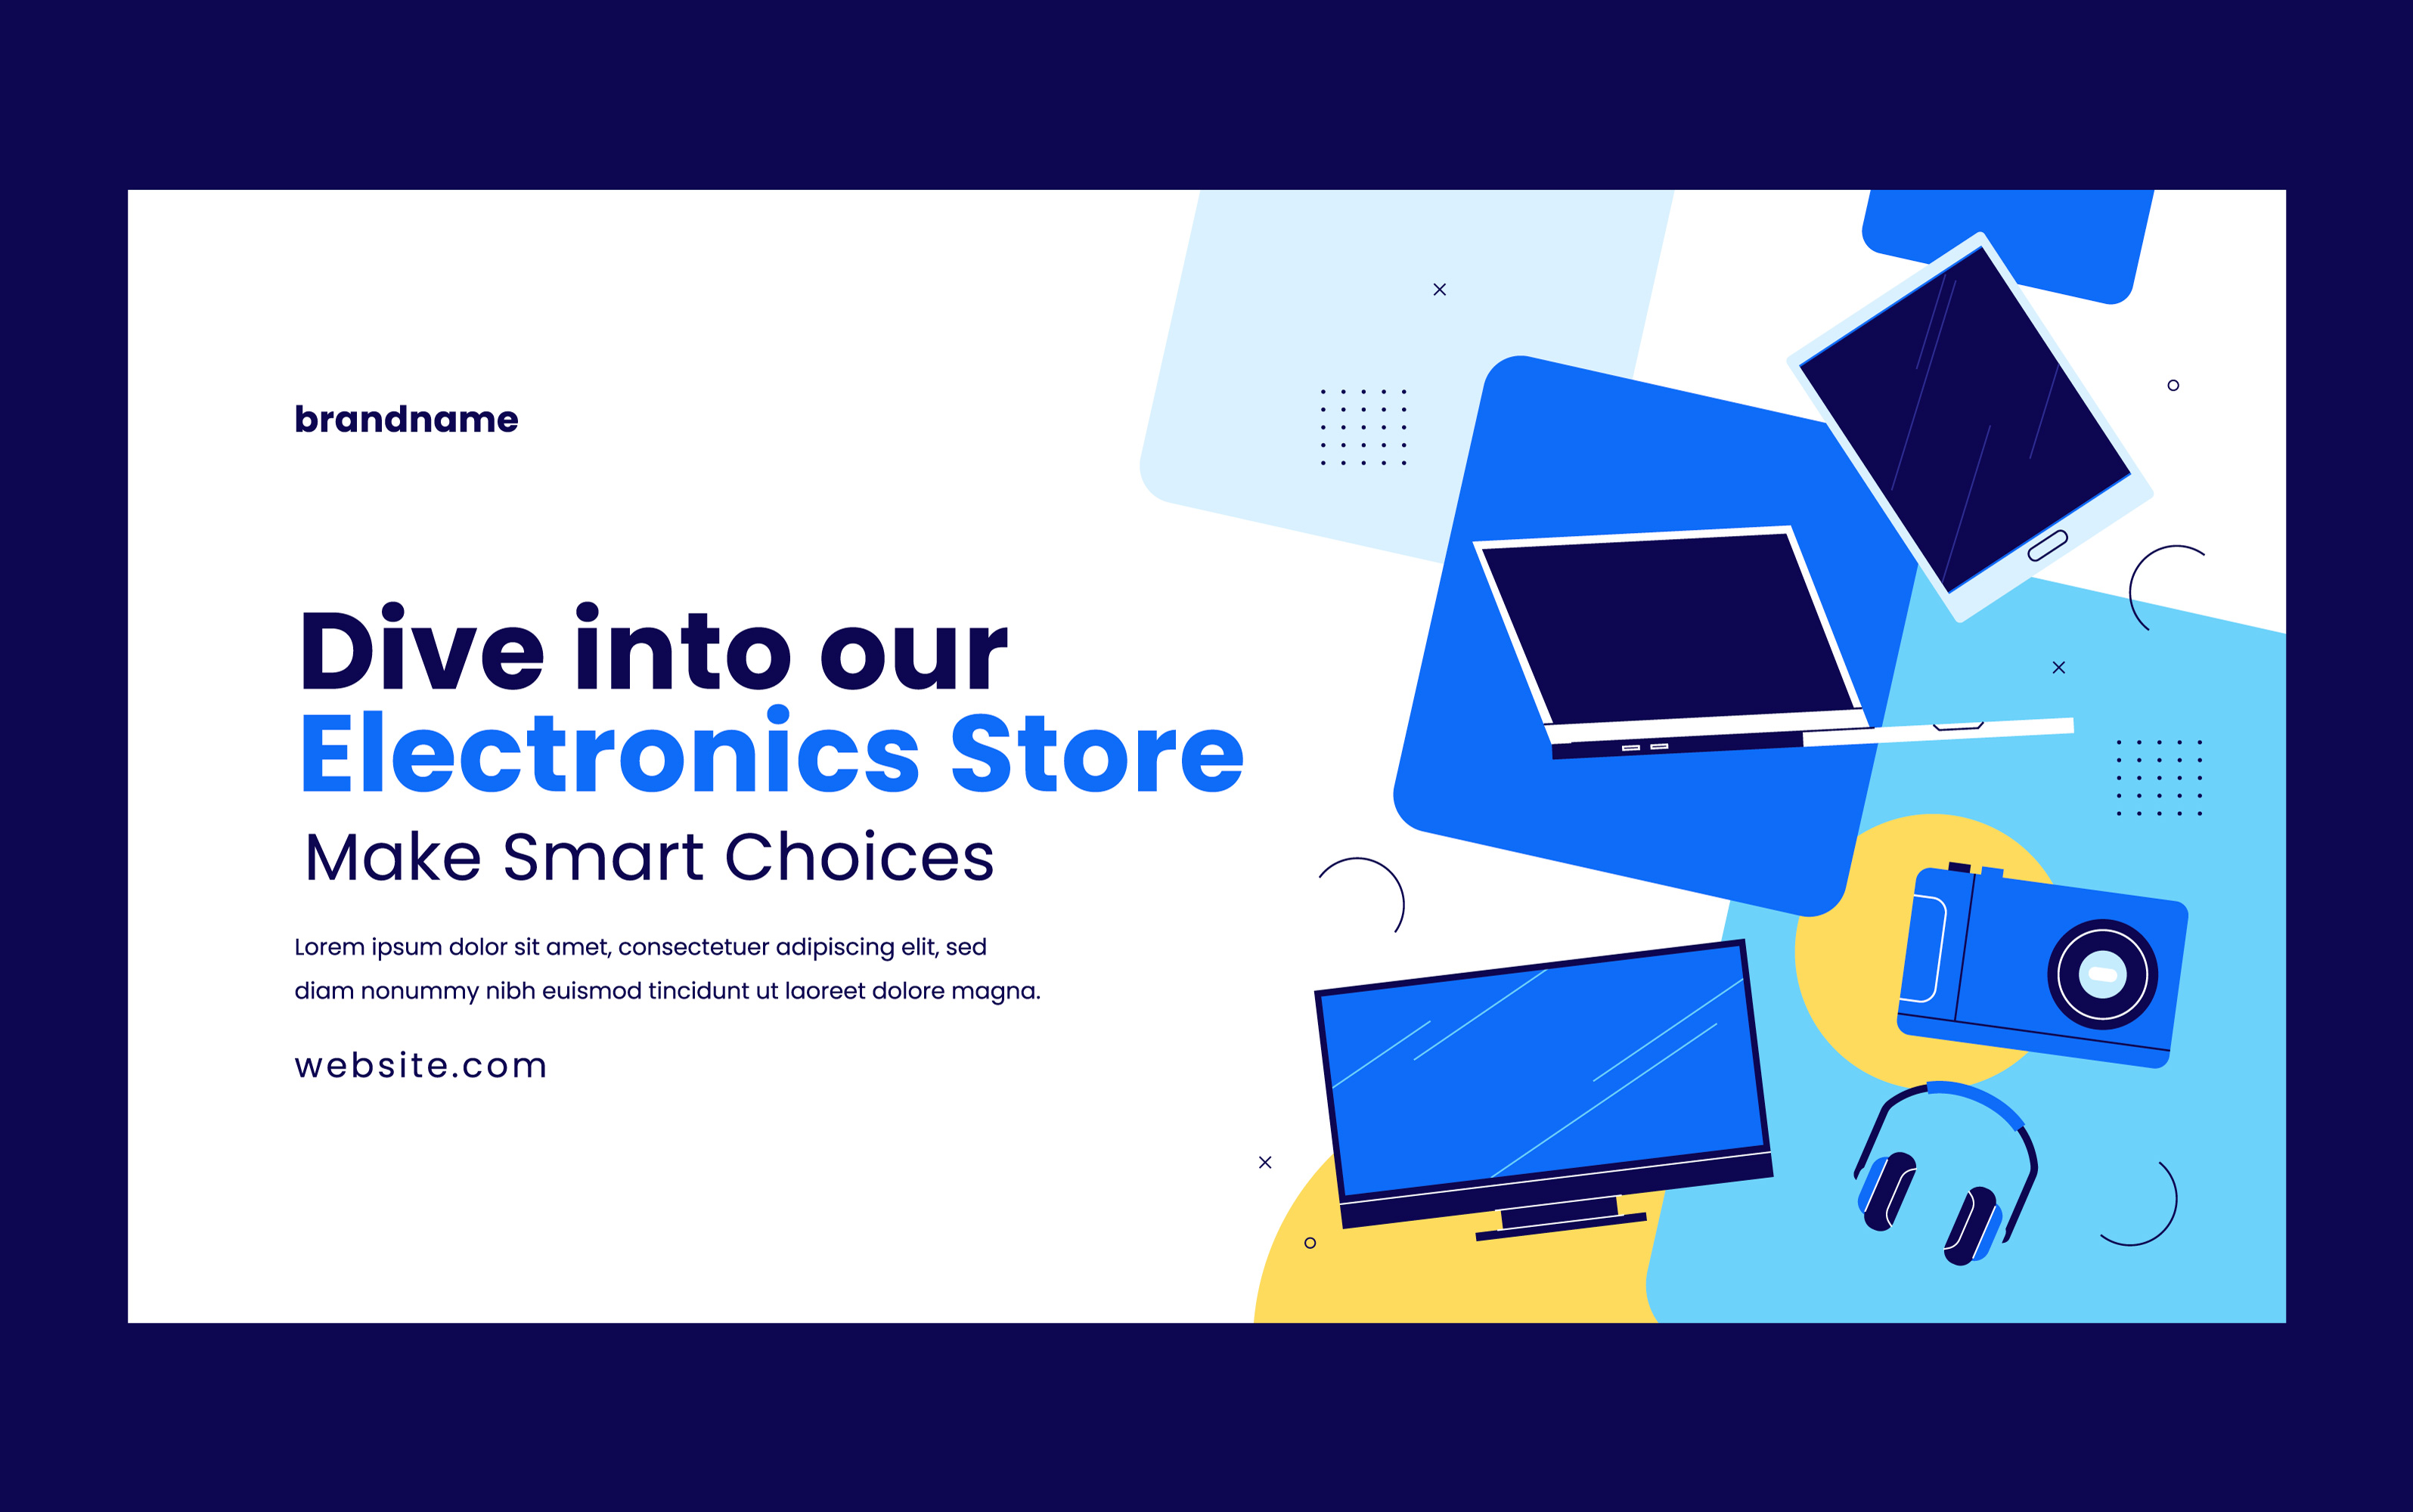 brandname
Dive into our
Electronics Store
Make Smart Choices
Lorem ipsum dolor sit amet, consectetuer adipiscing elit, sed
diam nonummy nibh euismod tincidunt ut laoreet dolore magna.
website.com